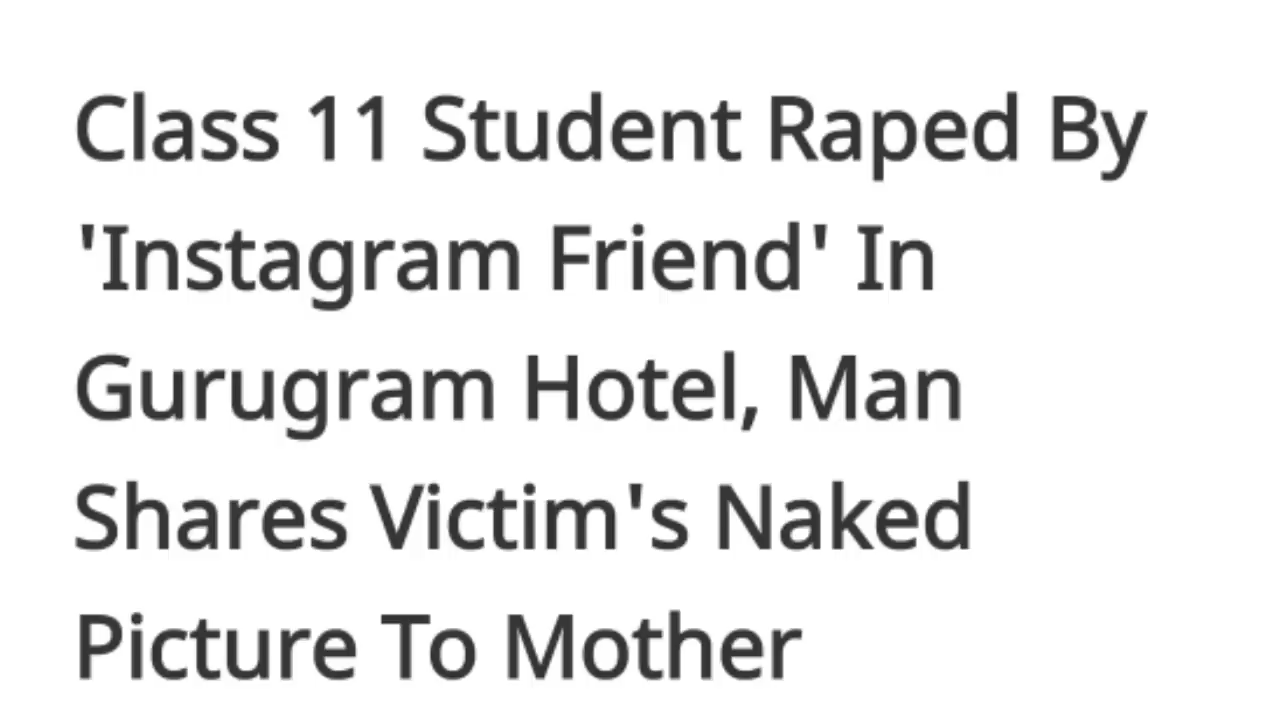 Class 11 Student Raped By
'Instagram Friend' In
Gurugram Hotel, Man
Shares Victim's Naked
Picture To Mother